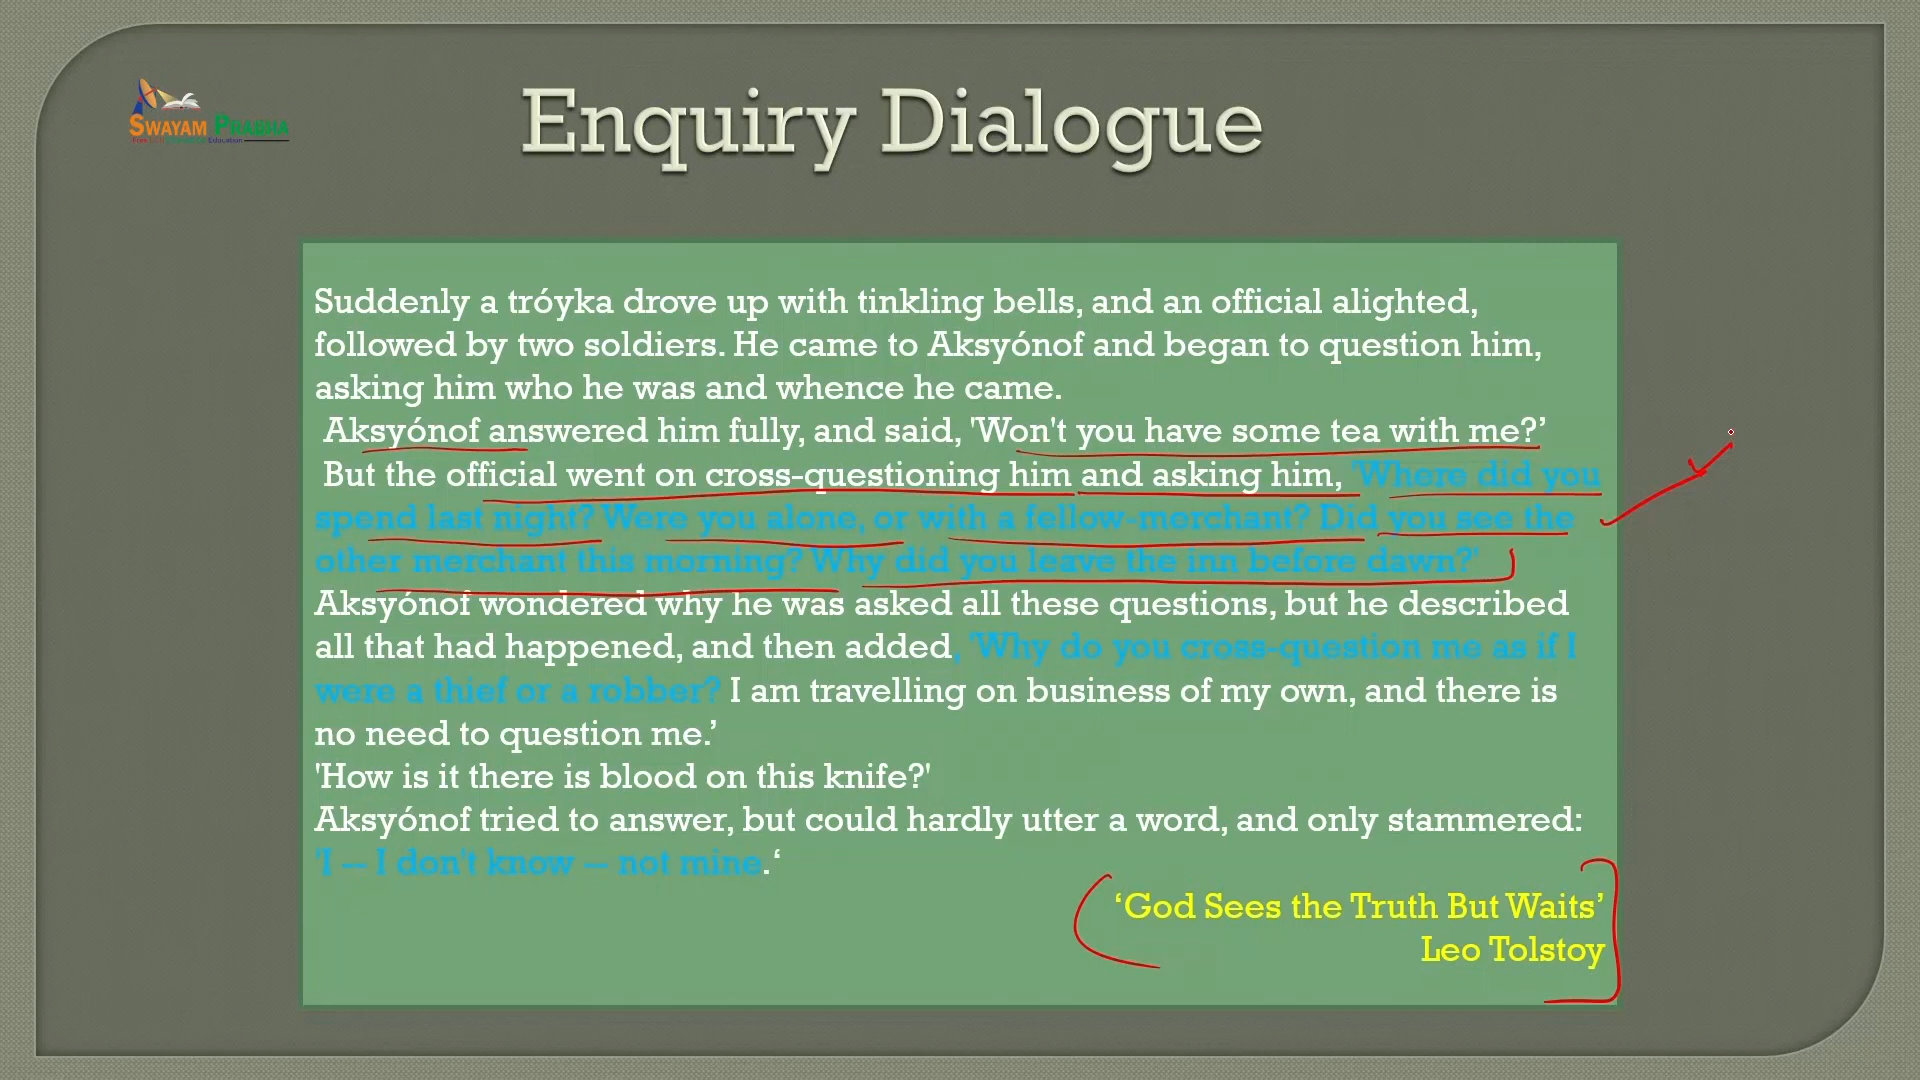 SWAYAM PRABHA
Enquiry Dialogue
Suddenly a tróyka drove up with tinkling bells, and an official alighted,
followed by two soldiers. He came to Aksyónof and began to question him,
asking him who he was and whence he came.
Aksyónof answered him fully, and said, 'Won't you have some tea with me?’
But the official went on cross-questioning him and asking him, 'Where did you
spend last night? Were you alone, or with a fellow-merchant? Did you see the
other merchant this morning? Why did you leave the inn before dawn?'
Aksyónof wondered why he was asked all these questions, but he described
all that had happened, and then added, 'Why do you cross-question me as if I
were a thief or a robber? I am travelling on business of my own, and there is
no need to question me.’
'How is it there is blood on this knife?'
Aksyónof tried to answer, but could hardly utter a word, and only stammered:
'I -- I don't know -- not mine.‘
‘God Sees the Truth But Waits’
Leo Tolstoy